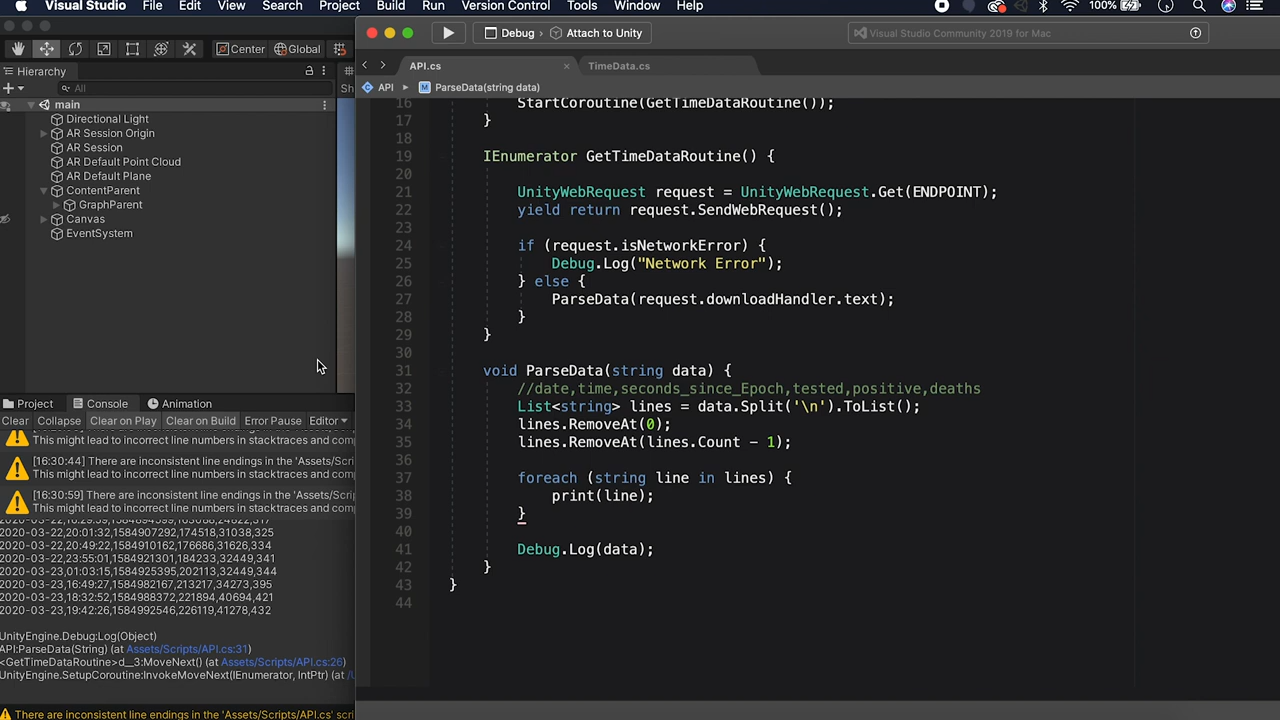 Visual Studio File Edit View Search Project Build Run Version Control Tools Window Help 100%
Debug › Attach to Unity
Visual Studio Community 2019 for Mac
Center Global
Hierarchy
All
Sh
main
Directional Light
AR Session Origin
AR Session
AR Default Point Cloud
AR Default Plane
ContentParent
GraphParent
Canvas
EventSystem
API.cs
TimeData.cs
API ▸ M ParseData(string data)
16 StartCoroutine(GetTimeDataRoutine());
17 }
18
19 IEnumerator GetTimeDataRoutine() {
20
21 UnityWebRequest request = UnityWebRequest.Get(ENDPOINT);
22 yield return request.SendWebRequest();
23
24 if (request.isNetworkError) {
25 Debug.Log("Network Error");
26 } else {
27 ParseData(request.downloadHandler.text);
28 }
29 }
30
31 void ParseData(string data) {
32 //date,time,seconds_since_Epoch,tested,positive,deaths
33 List<string> lines = data.Split('\n').ToList();
34 lines.RemoveAt(0);
35 lines.RemoveAt(lines.Count - 1);
36
37 foreach (string line in lines) {
38 print(line);
39 }
40
41 Debug.Log(data);
42 }
43 }
44
Project Console Animation
Clear Collapse Clear on Play Clear on Build Error Pause Editor
This might lead to incorrect line numbers in stacktraces and com
[16:30:44] There are inconsistent line endings in the 'Assets/Scri
This might lead to incorrect line numbers in stacktraces and com
[16:30:59] There are inconsistent line endings in the 'Assets/Scri
This might lead to incorrect line numbers in stacktraces and com
2020-03-22,20:01:32,1584907292,174518,31038,325
2020-03-22,20:49:22,1584910162,176686,31626,334
2020-03-22,23:55:01,1584921301,184233,32449,341
2020-03-23,01:03:15,1584925395,202113,32449,344
2020-03-23,16:49:27,1584982167,213217,34273,395
2020-03-23,18:32:52,1584988372,221894,40694,421
2020-03-23,19:42:26,1584992546,226119,41278,432
UnityEngine.Debug:Log(Object)
API:ParseData(String) (at Assets/Scripts/API.cs:31)
<GetTimeDataRoutine>d__3:MoveNext() (at Assets/Scripts/API.cs:26)
UnityEngine.SetupCoroutine:InvokeMoveNext(IEnumerator, IntPtr) (at /U
There are inconsistent line endings in the 'Assets/Scripts/API.cs' scri